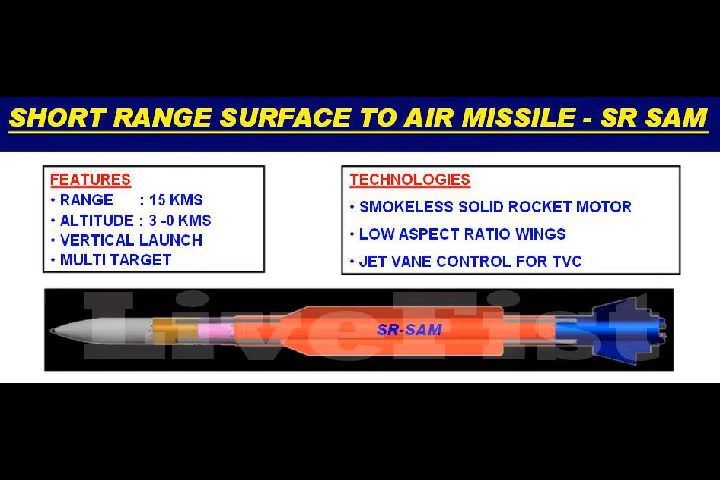 SHORT RANGE SURFACE TO AIR MISSILE - SR SAM
FEATURES
• RANGE : 15 KMS
• ALTITUDE : 3 -0 KMS
• VERTICAL LAUNCH
• MULTI TARGET
TECHNOLOGIES
• SMOKELESS SOLID ROCKET MOTOR
• LOW ASPECT RATIO WINGS
• JET VANE CONTROL FOR TVC
LiveFist
SR-SAM